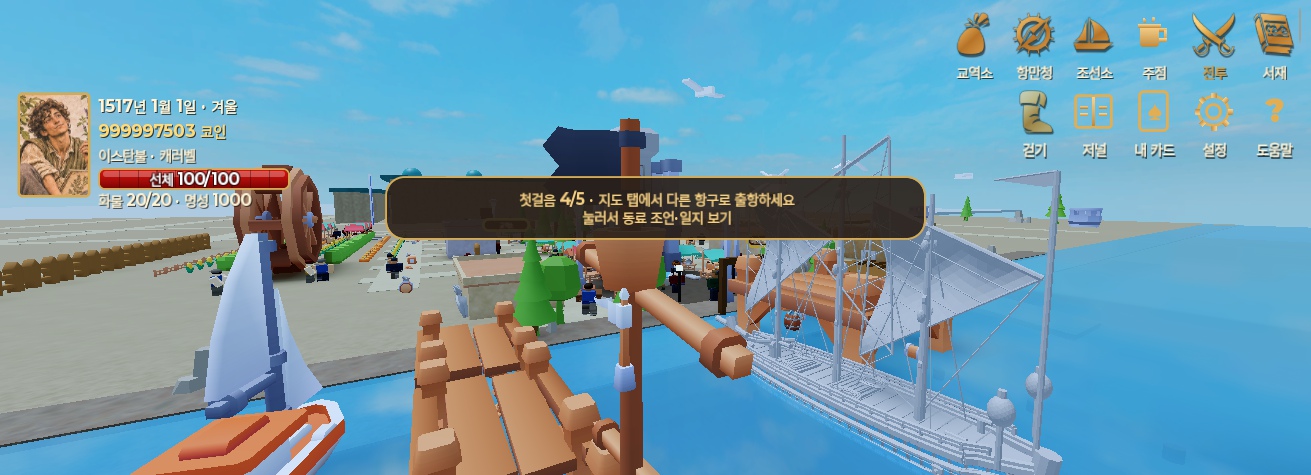 교역소 항만청 조선소 주점 전투 서재
걷기 저널 내 카드 설정 도움말
1517년 1월 1일 · 겨울
999997503 코인
이스탄불 · 캐러벨
선체 100/100
화물 20/20 · 명성 1000
첫걸음 4/5 · 지도 탭에서 다른 항구로 출항하세요
눌러서 동료 조언·일지 보기